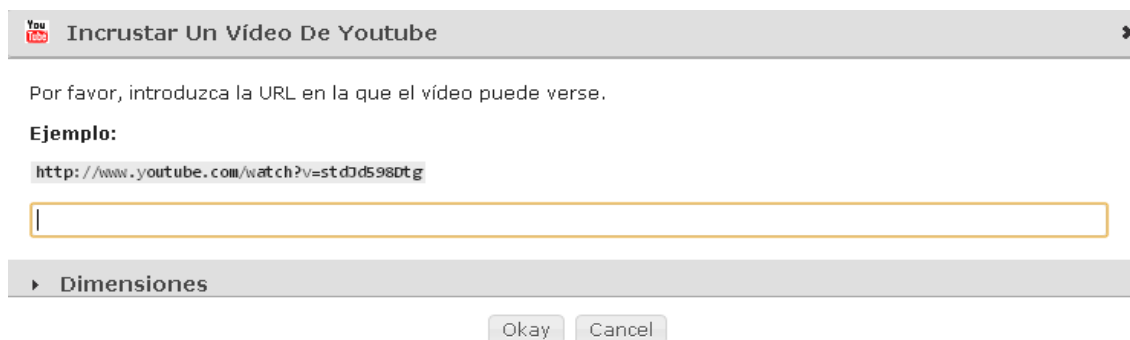 You
Tube
Incrustar Un Vídeo De Youtube
Por favor, introduzca la URL en la que el vídeo puede verse.
Ejemplo:
http://www.youtube.com/watch?v=stdJd598Dtg
Dimensiones
Okay Cancel